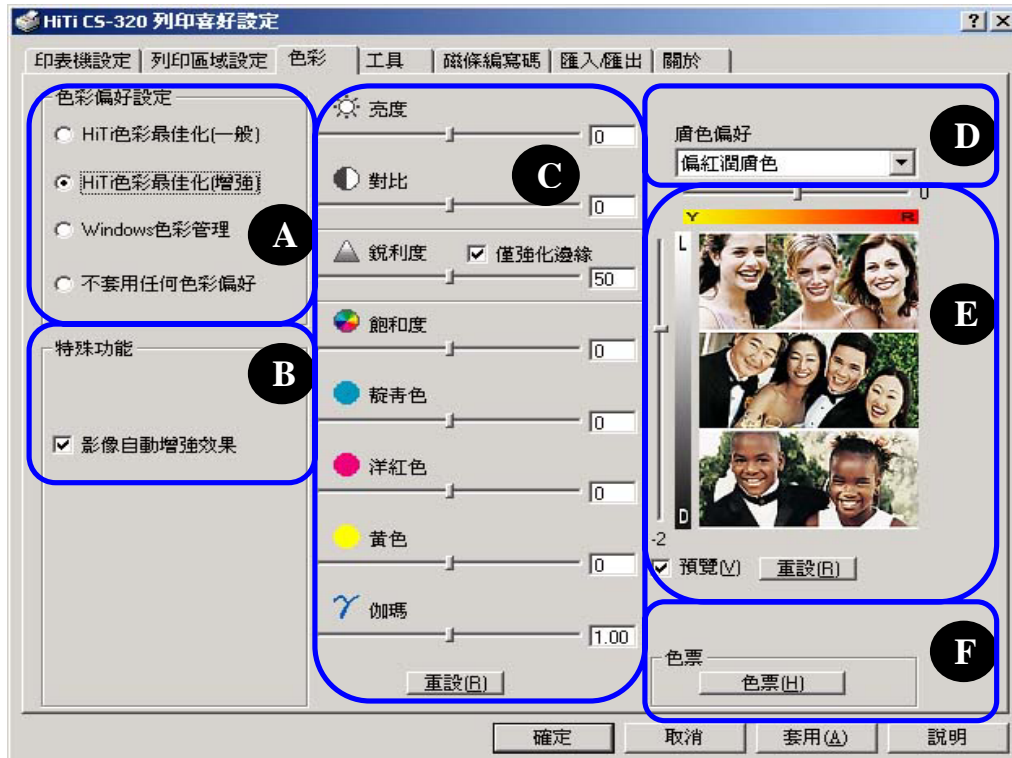 HiTi CS-320 列印喜好設定
印表機設定 列印區域設定 色彩 工具 磁條編寫碼 匯入/匯出 關於
色彩偏好設定
HiTi色彩最佳化(一般)
HiTi色彩最佳化(增強)
Windows色彩管理
不套用任何色彩偏好
A
特殊功能
B
影像自動增強效果
亮度
0
C
對比
0
銳利度 僅強化邊緣
50
飽和度
0
靛青色
0
洋紅色
0
黃色
0
伽瑪
1.00
重設(R)
膚色偏好
D
偏紅潤膚色
0
Y R
L
E
D
-2
預覽(V) 重設(R)
色票
F
色票(H)
確定 取消 套用(A) 說明